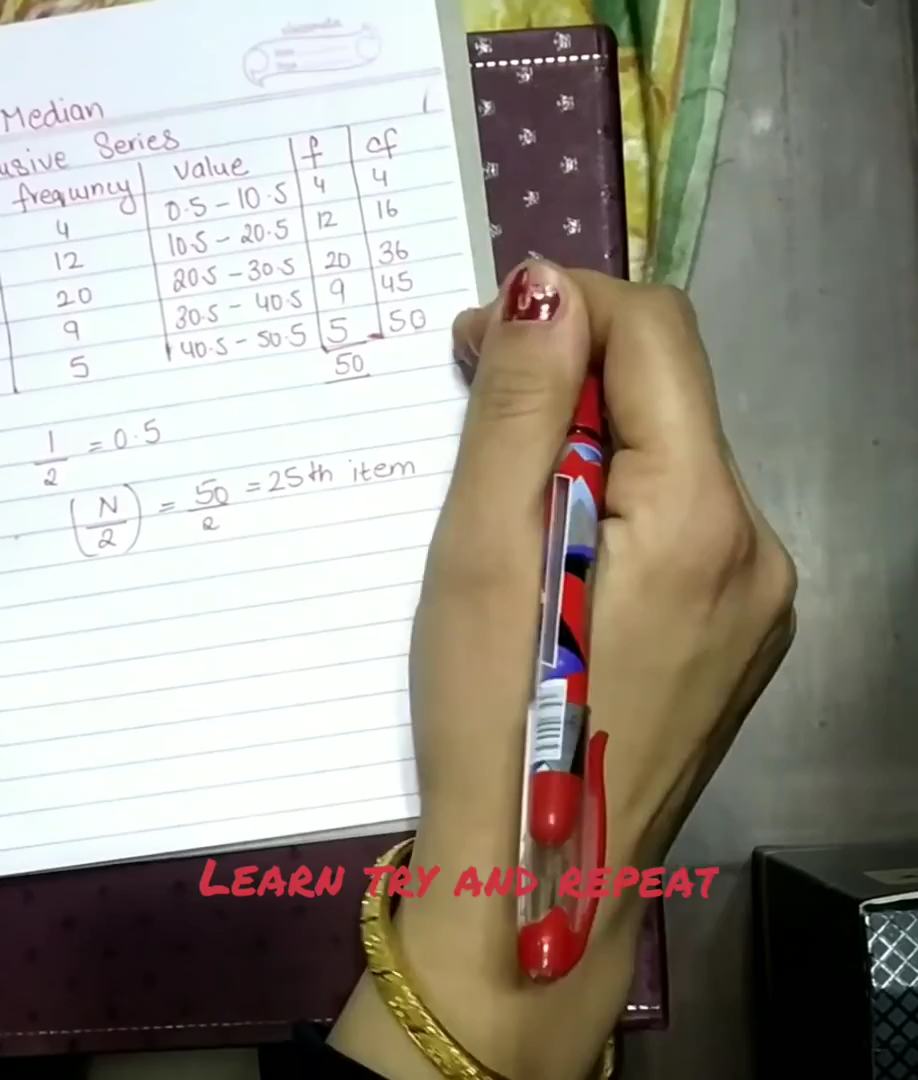 Median
usive Series
frequncy Value f cf
4 0.5 - 10.5 4 4
12 10.5 - 20.5 12 16
20 20.5 - 30.5 20 36
9 30.5 - 40.5 9 45
5 40.5 - 50.5 5 50
50
1/2 = 0.5
(N/2) = 50/2 = 25th item
Learn try and repeat